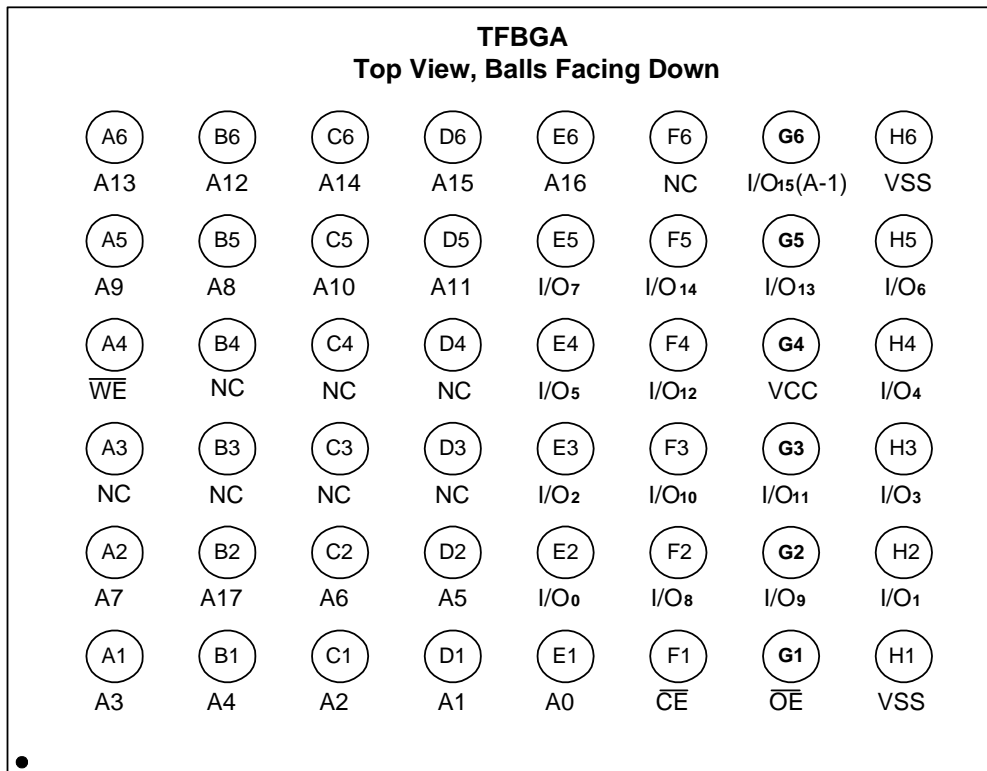 TFBGA
Top View, Balls Facing Down
A6 B6 C6 D6 E6 F6 G6 H6
A13 A12 A14 A15 A16 NC I/O15(A-1) VSS
A5 B5 C5 D5 E5 F5 G5 H5
A9 A8 A10 A11 I/O7 I/O14 I/O13 I/O6
A4 B4 C4 D4 E4 F4 G4 H4
W̅E̅ NC NC NC I/O5 I/O12 VCC I/O4
A3 B3 C3 D3 E3 F3 G3 H3
NC NC NC NC I/O2 I/O10 I/O11 I/O3
A2 B2 C2 D2 E2 F2 G2 H2
A7 A17 A6 A5 I/O0 I/O8 I/O9 I/O1
A1 B1 C1 D1 E1 F1 G1 H1
A3 A4 A2 A1 A0 C̅E̅ O̅E̅ VSS